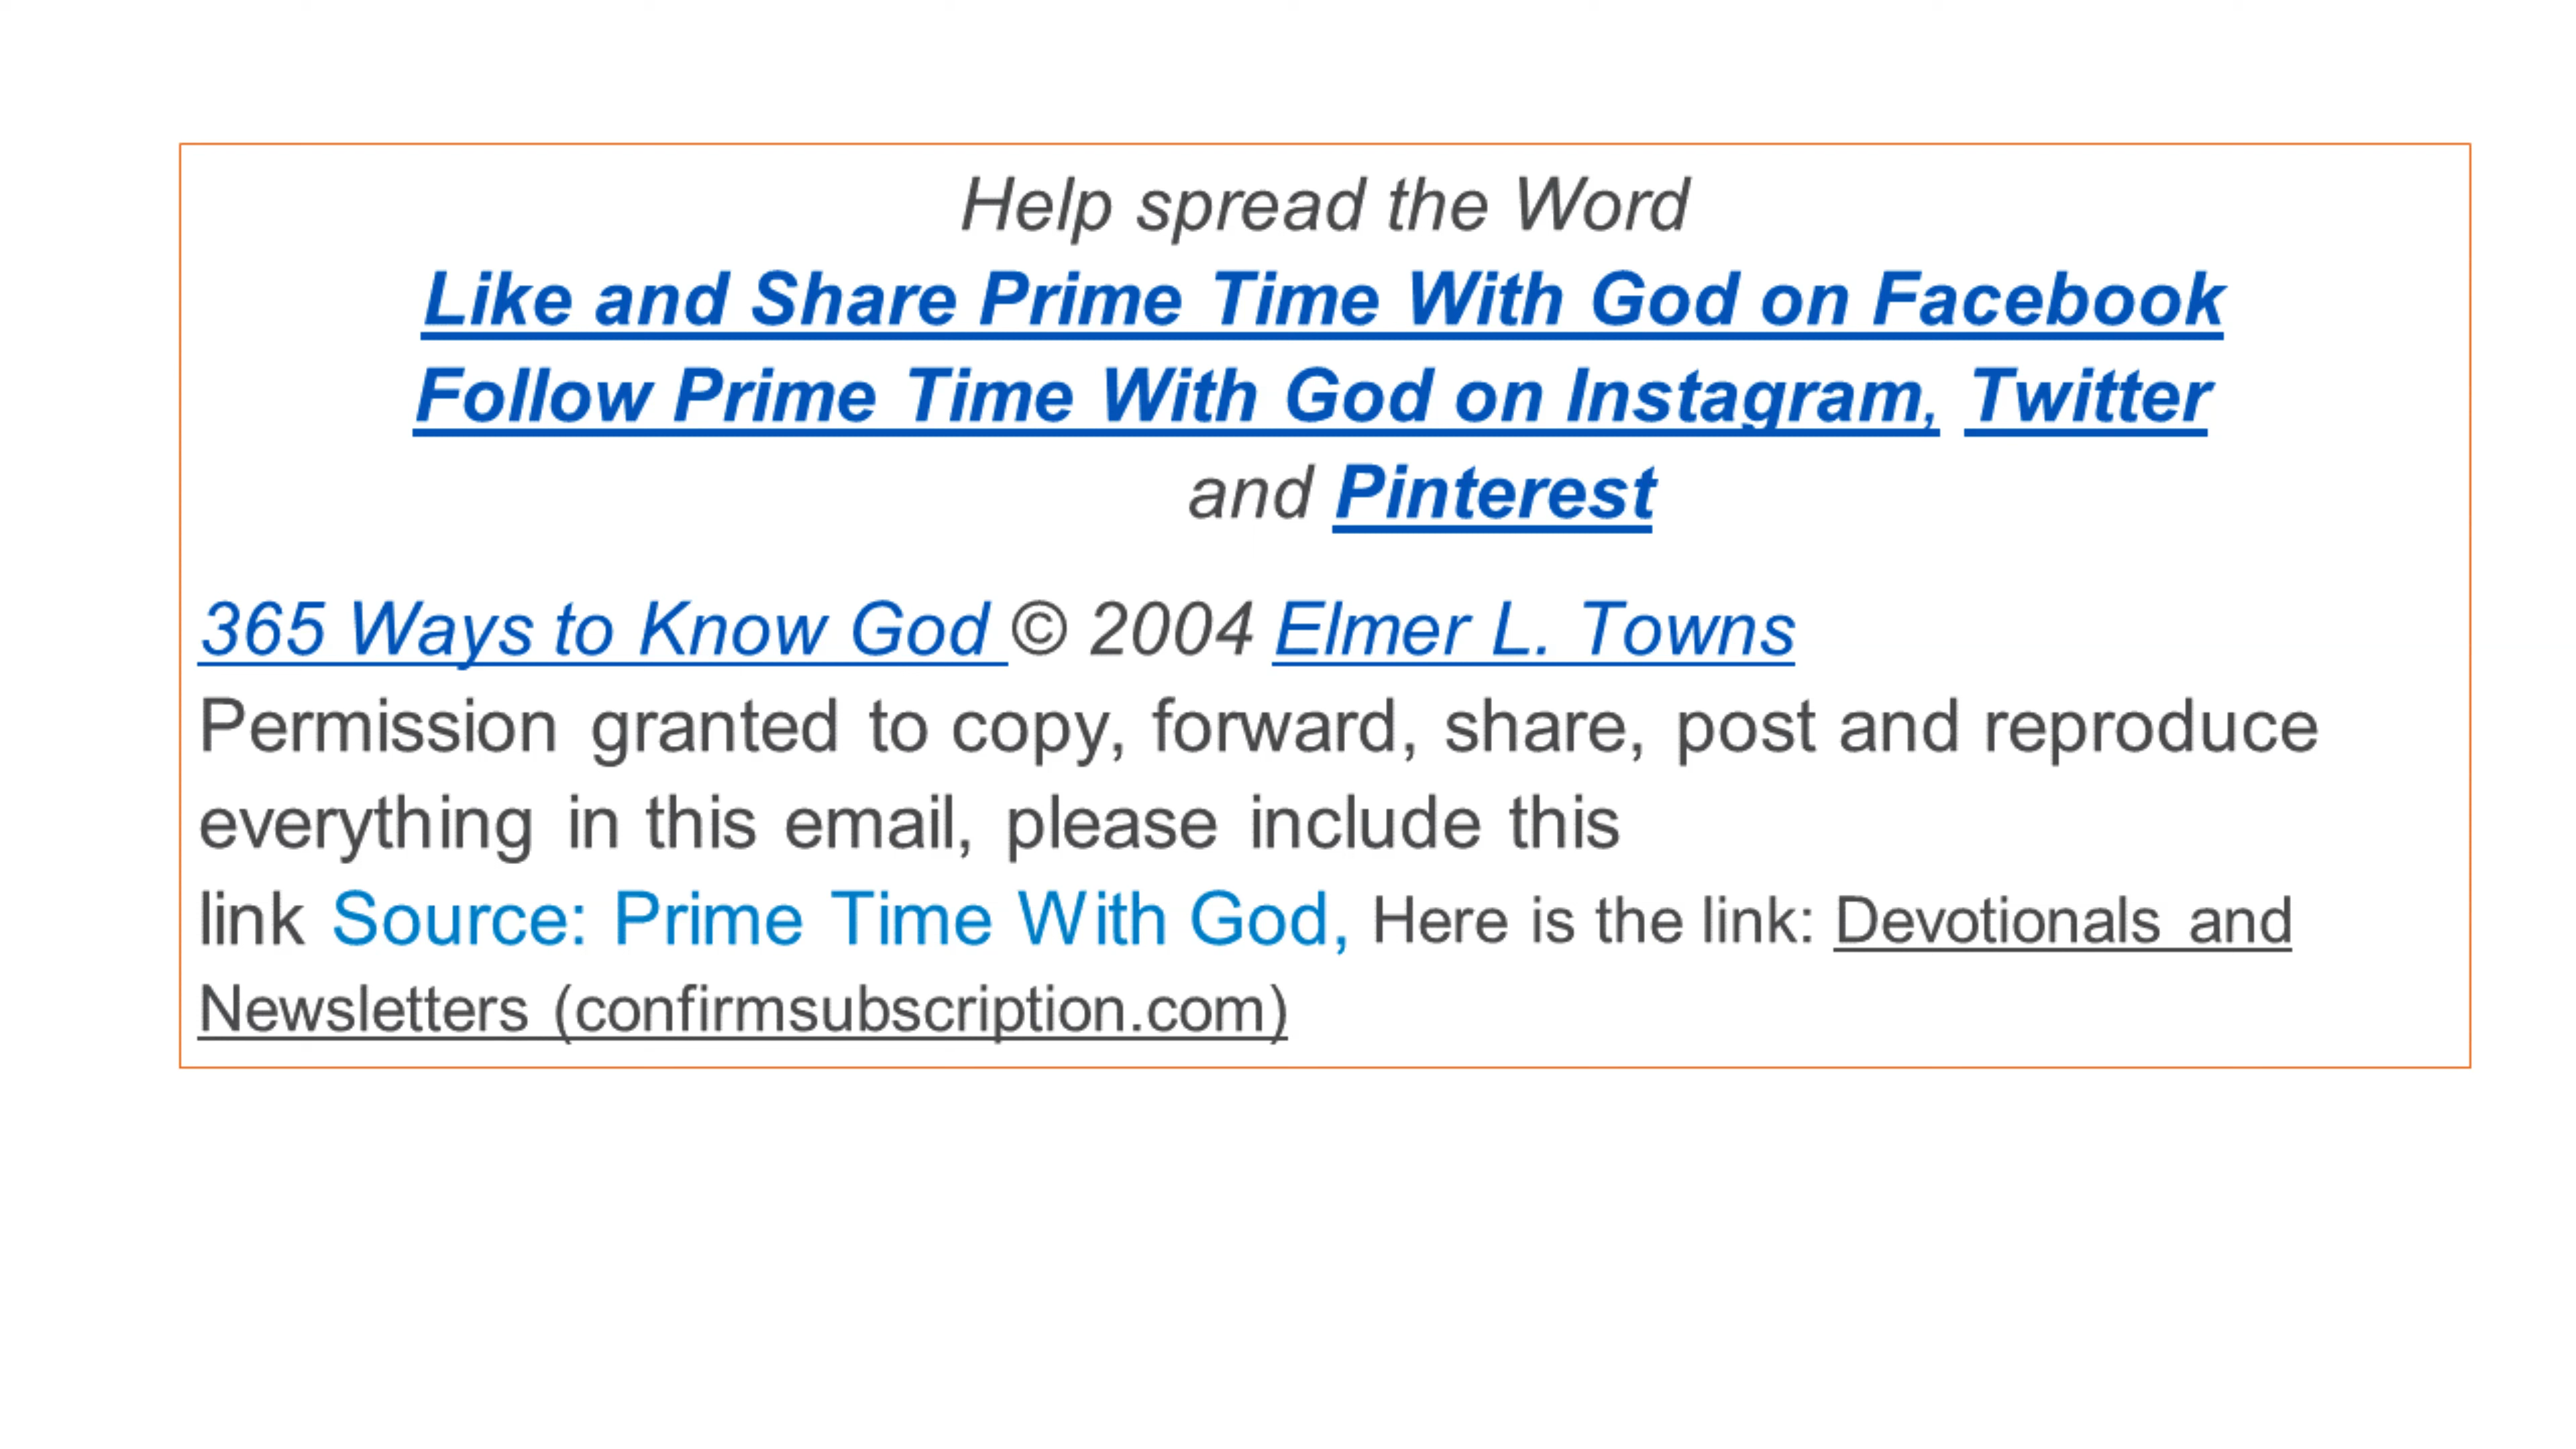 Help spread the Word
Like and Share Prime Time With God on Facebook
Follow Prime Time With God on Instagram, Twitter
and Pinterest
365 Ways to Know God © 2004 Elmer L. Towns
Permission granted to copy, forward, share, post and reproduce
everything in this email, please include this
link Source: Prime Time With God, Here is the link: Devotionals and
Newsletters (confirmsubscription.com)